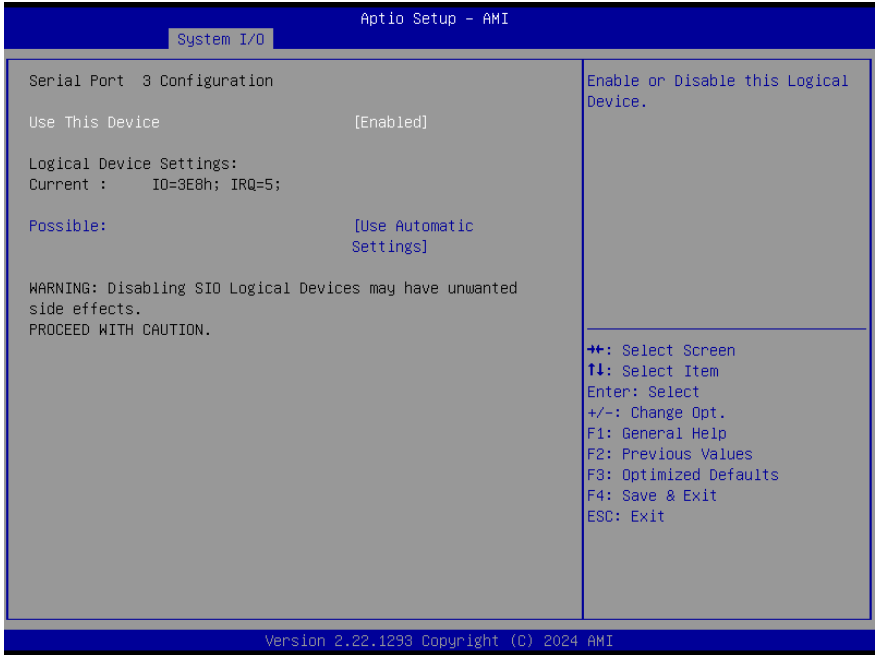 Aptio Setup – AMI
System I/O
Serial Port  3 Configuration
Use This Device [Enabled]
Logical Device Settings:
Current :  IO=3E8h; IRQ=5;
Possible: [Use Automatic
Settings]
WARNING: Disabling SIO Logical Devices may have unwanted
side effects.
PROCEED WITH CAUTION.
Enable or Disable this Logical
Device.
→←: Select Screen
↑↓: Select Item
Enter: Select
+/-: Change Opt.
F1: General Help
F2: Previous Values
F3: Optimized Defaults
F4: Save & Exit
ESC: Exit
Version 2.22.1293 Copyright (C) 2024 AMI